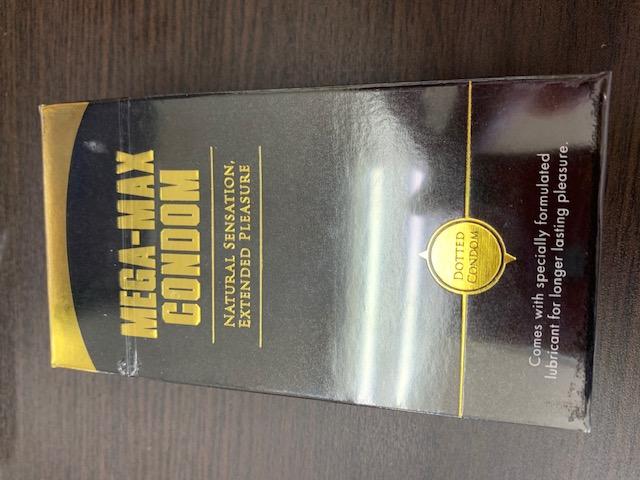 MEGA-MAX
CONDOM
NATURAL SENSATION,
EXTENDED PLEASURE
DOTTED
CONDOM
Comes with specially formulated
lubricant for longer lasting pleasure.